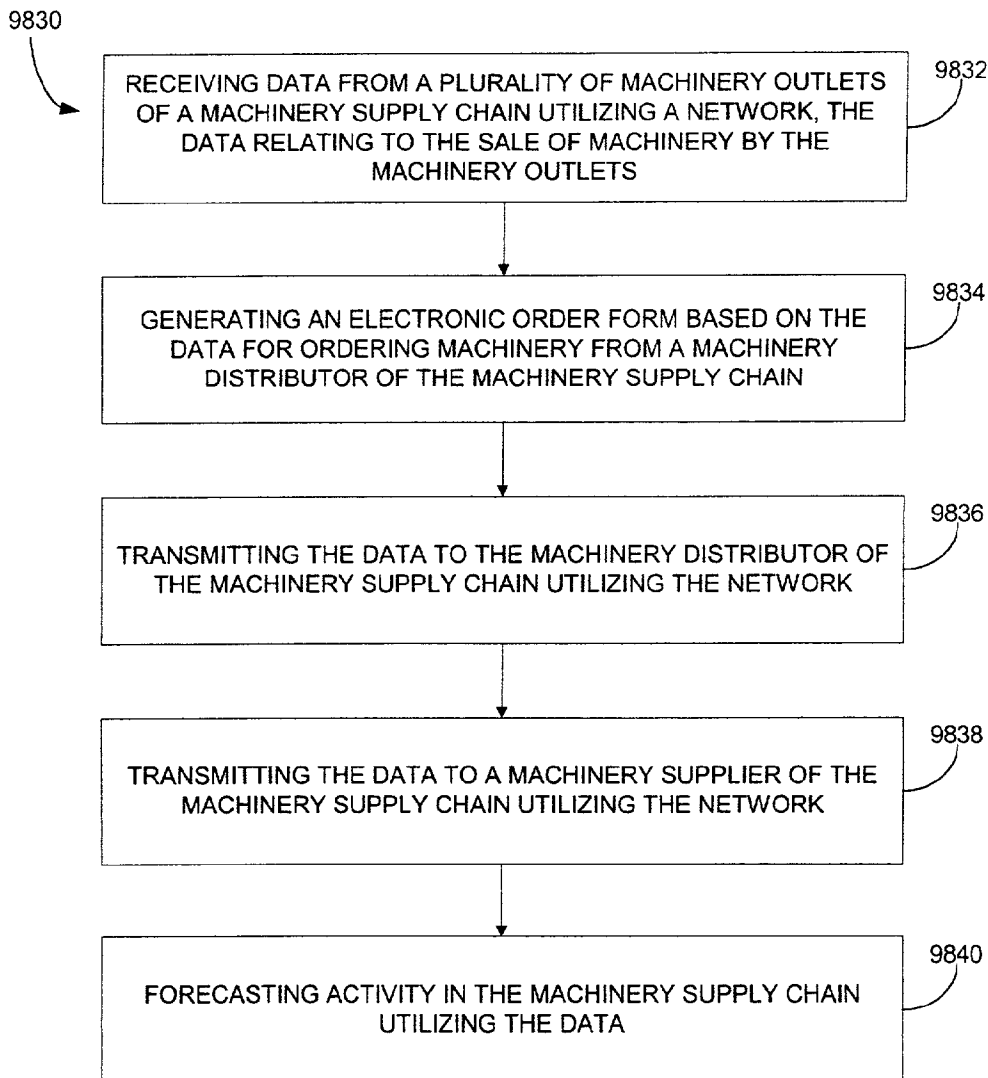 9830
RECEIVING DATA FROM A PLURALITY OF MACHINERY OUTLETS
OF A MACHINERY SUPPLY CHAIN UTILIZING A NETWORK, THE
DATA RELATING TO THE SALE OF MACHINERY BY THE
MACHINERY OUTLETS
9832
GENERATING AN ELECTRONIC ORDER FORM BASED ON THE
DATA FOR ORDERING MACHINERY FROM A MACHINERY
DISTRIBUTOR OF THE MACHINERY SUPPLY CHAIN
9834
TRANSMITTING THE DATA TO THE MACHINERY DISTRIBUTOR OF
THE MACHINERY SUPPLY CHAIN UTILIZING THE NETWORK
9836
TRANSMITTING THE DATA TO A MACHINERY SUPPLIER OF THE
MACHINERY SUPPLY CHAIN UTILIZING THE NETWORK
9838
FORECASTING ACTIVITY IN THE MACHINERY SUPPLY CHAIN
UTILIZING THE DATA
9840